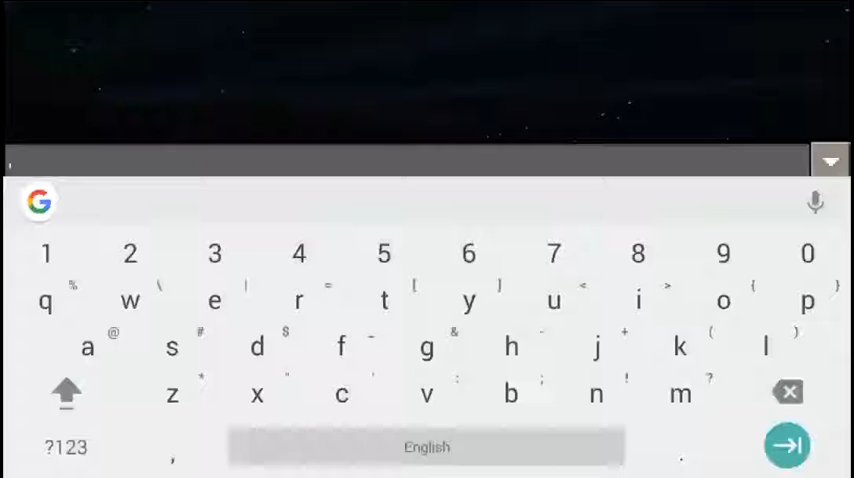 G
1 2 3 4 5 6 7 8 9 0
q % w \ e | r = t [ y ] u < i > o { p }
a @ s # d $ f _ g & h - j + k ( l )
z * x " c ' v : b ; n ! m ?
?123 , English .